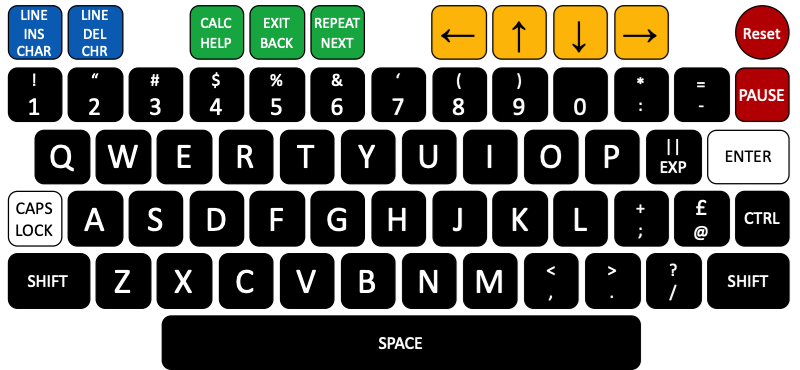 LINE INS CHAR LINE DEL CHR CALC HELP EXIT BACK REPEAT NEXT ← ↑ ↓ → Reset
! 1 “ 2 # 3 $ 4 % 5 & 6 ‘ 7 ( 8 ) 9 0 * : = - PAUSE
Q W E R T Y U I O P || EXP ENTER
CAPS LOCK A S D F G H J K L + ; £ @ CTRL
SHIFT Z X C V B N M < , > . ? / SHIFT
SPACE